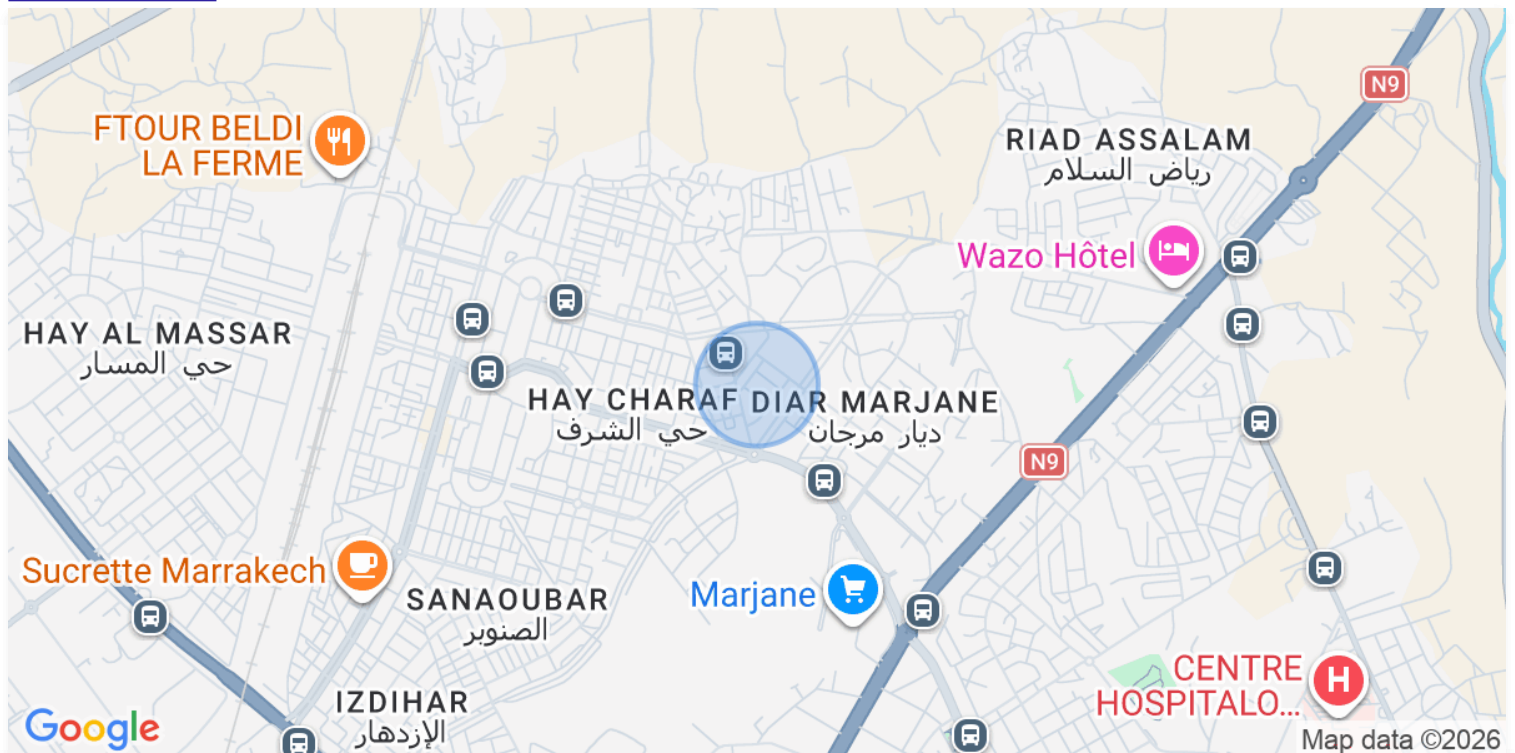 N9
FTOUR BELDI
LA FERME
RIAD ASSALAM
رياض السلام
Wazo Hôtel
HAY AL MASSAR
حي المسار
HAY CHARAF
حي الشرف
DIAR MARJANE
ديار مرجان
N9
Sucrette Marrakech
SANAOUBAR
الصنوبر
Marjane
CENTRE
HOSPITALO...
H
IZDIHAR
الإزدهار
Google
Map data ©2026